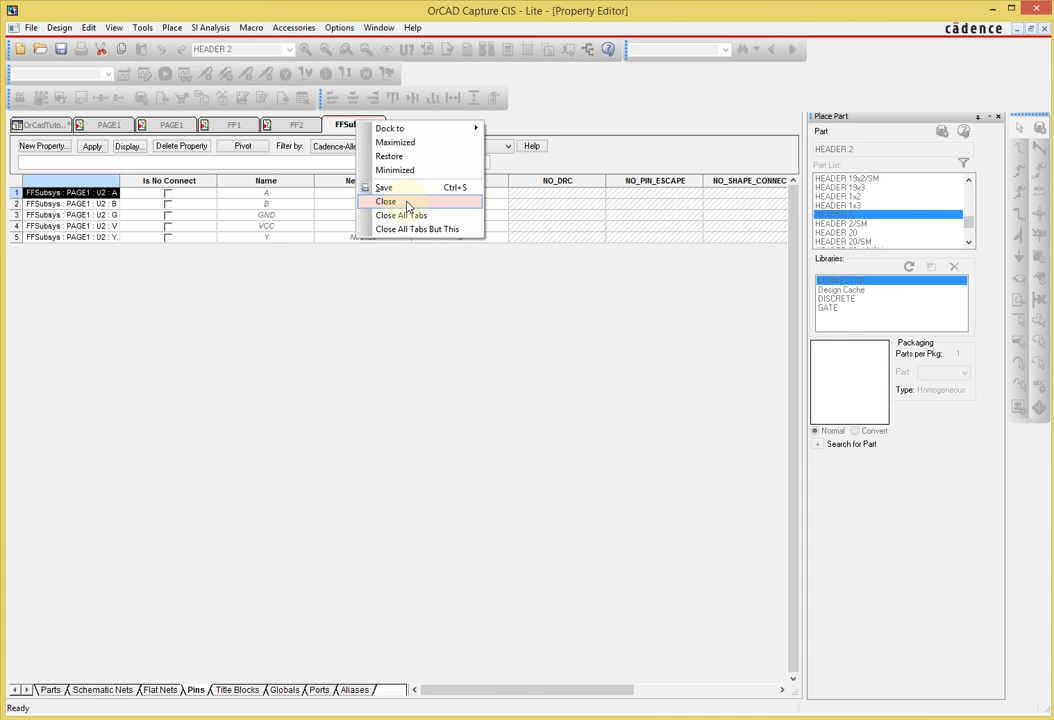 OrCAD Capture CIS - Lite - [Property Editor]
File Design Edit View Tools Place SI Analysis Macro Accessories Options Window Help
cādence
HEADER 2
OrCadTuto...* PAGE1 PAGE1 FF1 FF2
New Property... Apply Display... Delete Property Pivot Filter by: Help
Is No Connect Name NO_DRC NO_PIN_ESCAPE NO_SHAPE_CONNEC
1 FFSubsys : PAGE1 : U2 : A A
2 FFSubsys : PAGE1 : U2 : B B
3 FFSubsys : PAGE1 : U2 : G GND
4 FFSubsys : PAGE1 : U2 : V VCC
5 FFSubsys : PAGE1 : U2 : Y Y
Dock to
Maximized
Restore
Minimized
Save Ctrl+S
Close
Close All Tabs
Close All Tabs But This
Place Part
Part
HEADER 2
Part List:
HEADER 19x2/SM
HEADER 19x3
HEADER 1x2
HEADER 1x3
HEADER 2/SM
HEADER 20
HEADER 20/SM
Libraries:
CONNECTOR
Design Cache
DISCRETE
GATE
Packaging
Parts per Pkg: 1
Part:
Type: Homogeneous
Normal Convert
+ Search for Part
Parts Schematic Nets Flat Nets Pins Title Blocks Globals Ports Aliases
Ready